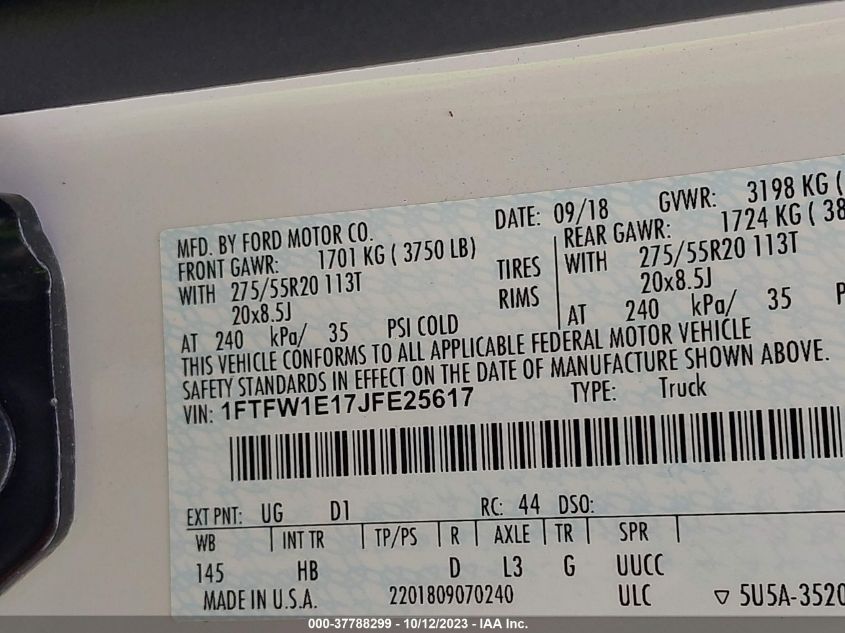 MFD. BY FORD MOTOR CO. DATE: 09/18 GVWR: 3198 KG (
FRONT GAWR: 1701 KG ( 3750 LB) REAR GAWR: 1724 KG ( 38
WITH 275/55R20 113T TIRES WITH 275/55R20 113T
20x8.5J RIMS 20x8.5J
AT 240 kPa/ 35 PSI COLD AT 240 kPa/ 35 P
THIS VEHICLE CONFORMS TO ALL APPLICABLE FEDERAL MOTOR VEHICLE
SAFETY STANDARDS IN EFFECT ON THE DATE OF MANUFACTURE SHOWN ABOVE.
VIN: 1FTFW1E17JFE25617 TYPE: Truck
EXT PNT: UG D1 RC: 44 DSO:
WB INT TR TP/PS R AXLE TR SPR
145 HB D L3 G UUCC
MADE IN U.S.A. 2201809070240 ULC ▽ 5U5A-3520
000-37788299 - 10/12/2023 - IAA Inc.